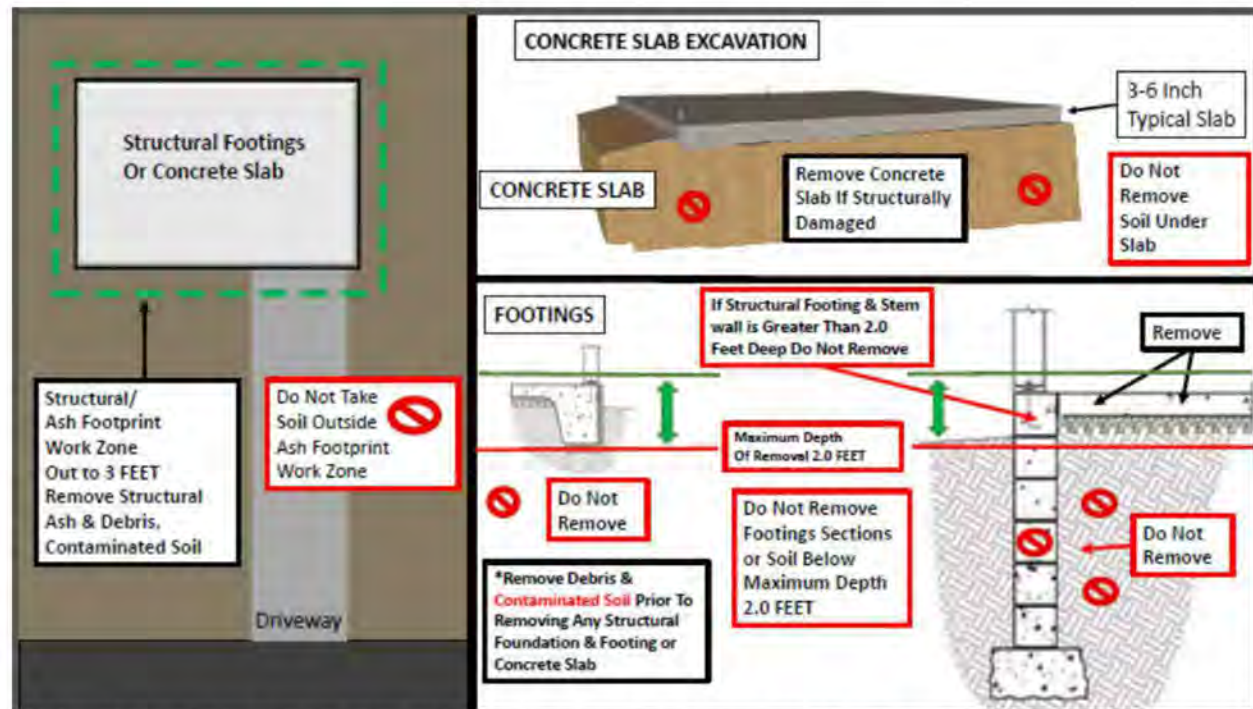 Structural Footings
Or Concrete Slab
Structural/
Ash Footprint
Work Zone
Out to 3 FEET
Remove Structural
Ash & Debris,
Contaminated Soil
Do Not Take
Soil Outside
Ash Footprint
Work Zone
Driveway
CONCRETE SLAB EXCAVATION
3-6 Inch
Typical Slab
CONCRETE SLAB
Remove Concrete
Slab If Structurally
Damaged
Do Not
Remove
Soil Under
Slab
FOOTINGS
If Structural Footing & Stem
wall is Greater Than 2.0
Feet Deep Do Not Remove
Remove
Maximum Depth
Of Removal 2.0 FEET
Do Not
Remove
Do Not Remove
Footings Sections
or Soil Below
Maximum Depth
2.0 FEET
Do Not
Remove
*Remove Debris &
Contaminated Soil Prior To
Removing Any Structural
Foundation & Footing or
Concrete Slab